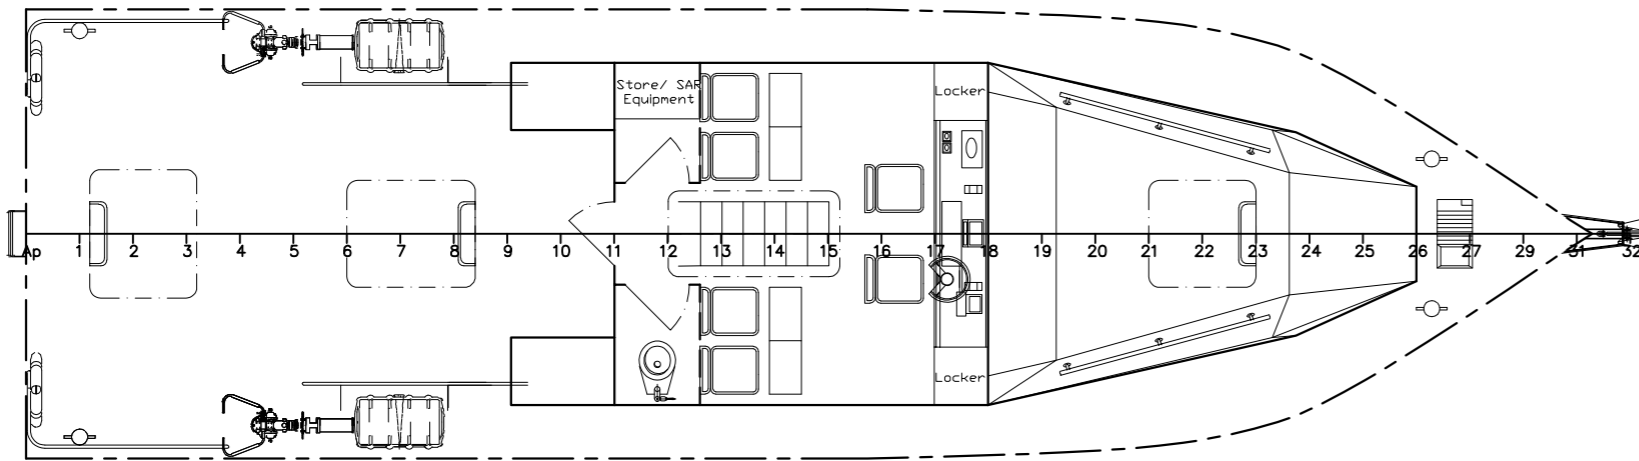 Store/ SAR
Equipment
Locker
Ap 1 2 3 4 5 6 7 8 9 10 11 12 13 14 15 16 17 18 19 20 21 22 23 24 25 26 27 29 31 32
Locker